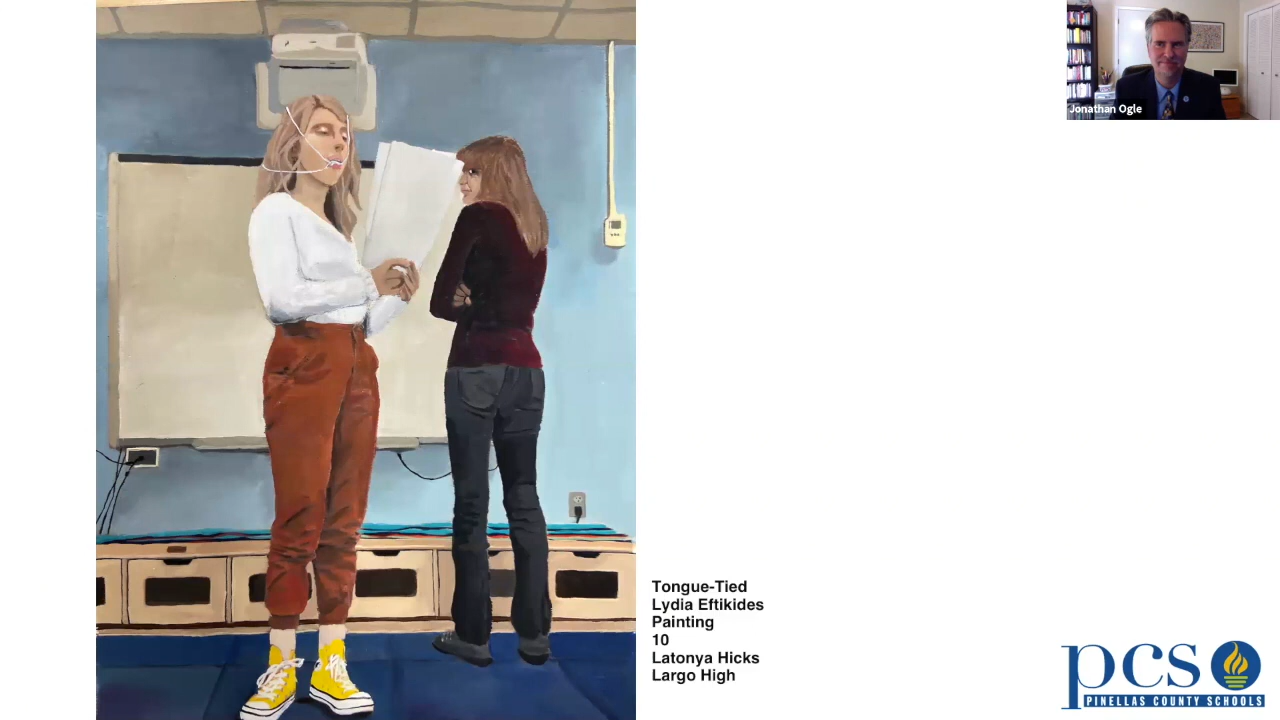 Jonathan Ogle
Tongue-Tied
Lydia Eftikides
Painting
10
Latonya Hicks
Largo High
pcs
PINELLAS COUNTY SCHOOLS